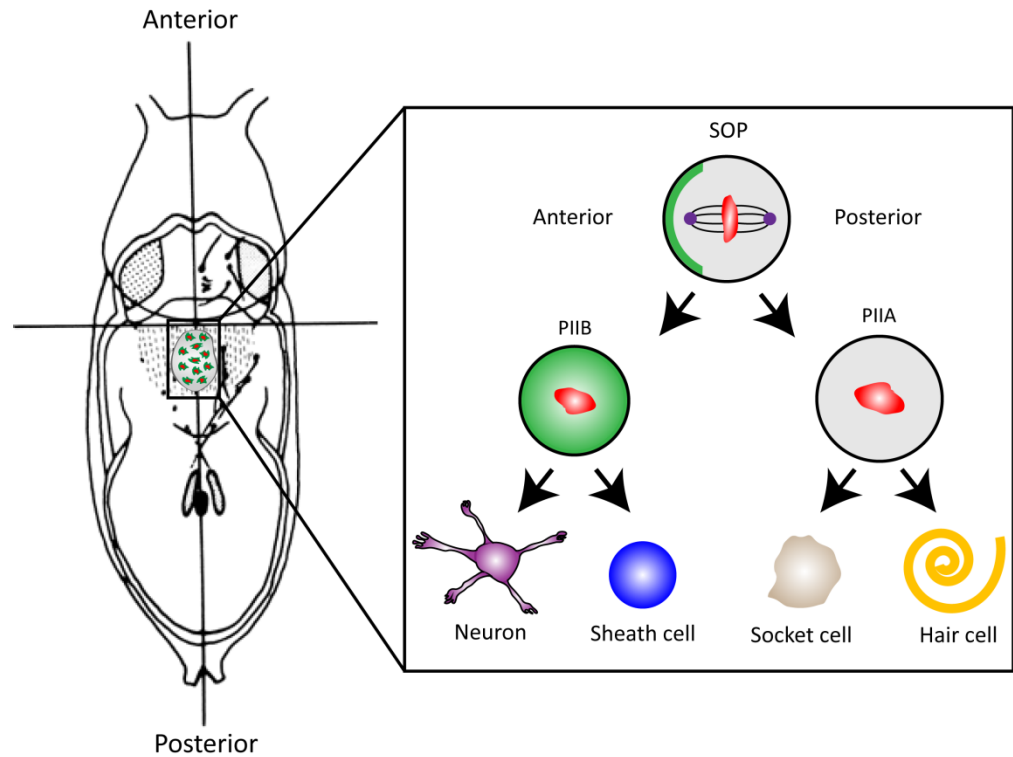 Anterior
SOP
Anterior
Posterior
PIIB
PIIA
Neuron
Sheath cell
Socket cell
Hair cell
Posterior